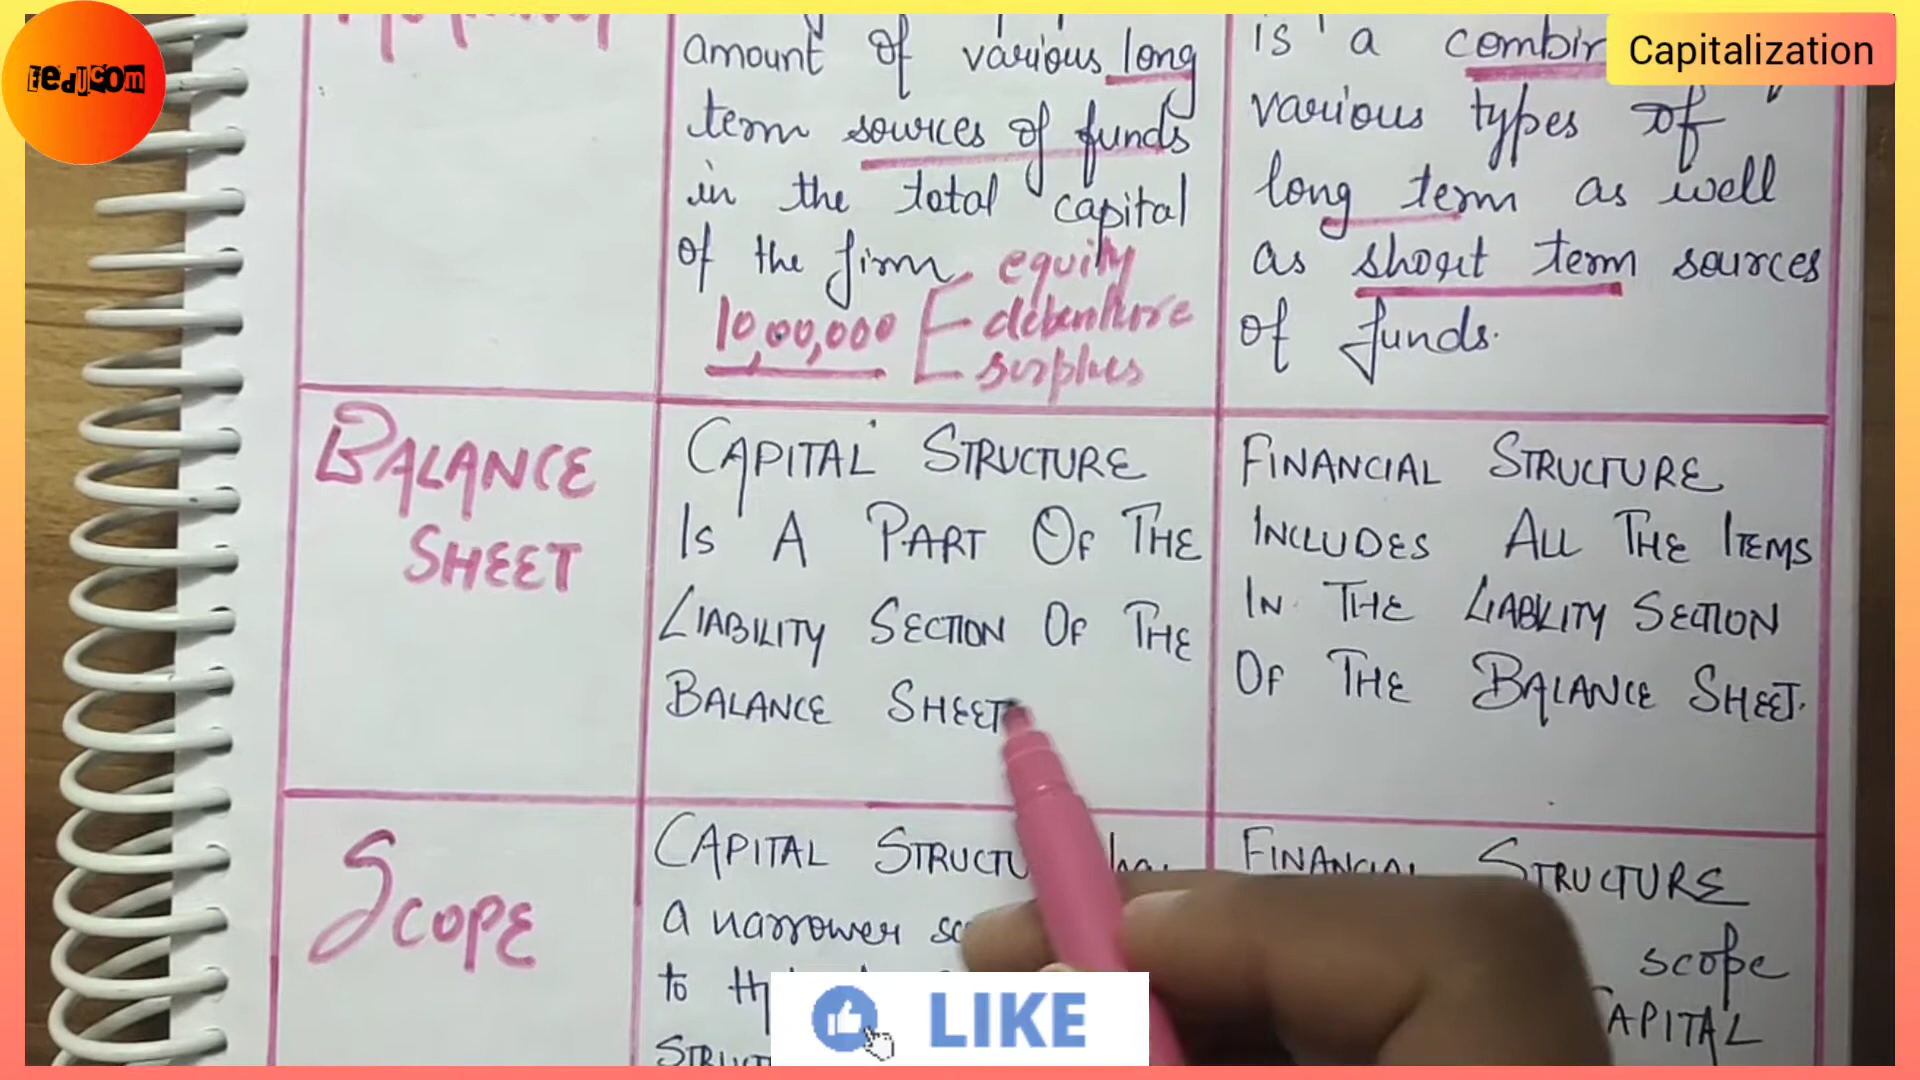 TEEDUCOM
Capitalization
amount of various long
term sources of funds
in the total capital
of the firm
equity
10,00,000
debenture
surplus
is a
various types of
long term as well
as short term sources
of funds.
BALANCE
SHEET
CAPITAL STRUCTURE
IS A PART OF THE
LIABILITY SECTION OF THE
BALANCE SHEET
FINANCIAL STRUCTURE
INCLUDES ALL THE ITEMS
IN THE LIABILITY SECTION
OF THE BALANCE SHEET.
SCOPE
CAPITAL
a narrower
to
FINANCIAL STRUCTURE
scope
CAPITAL
LIKE